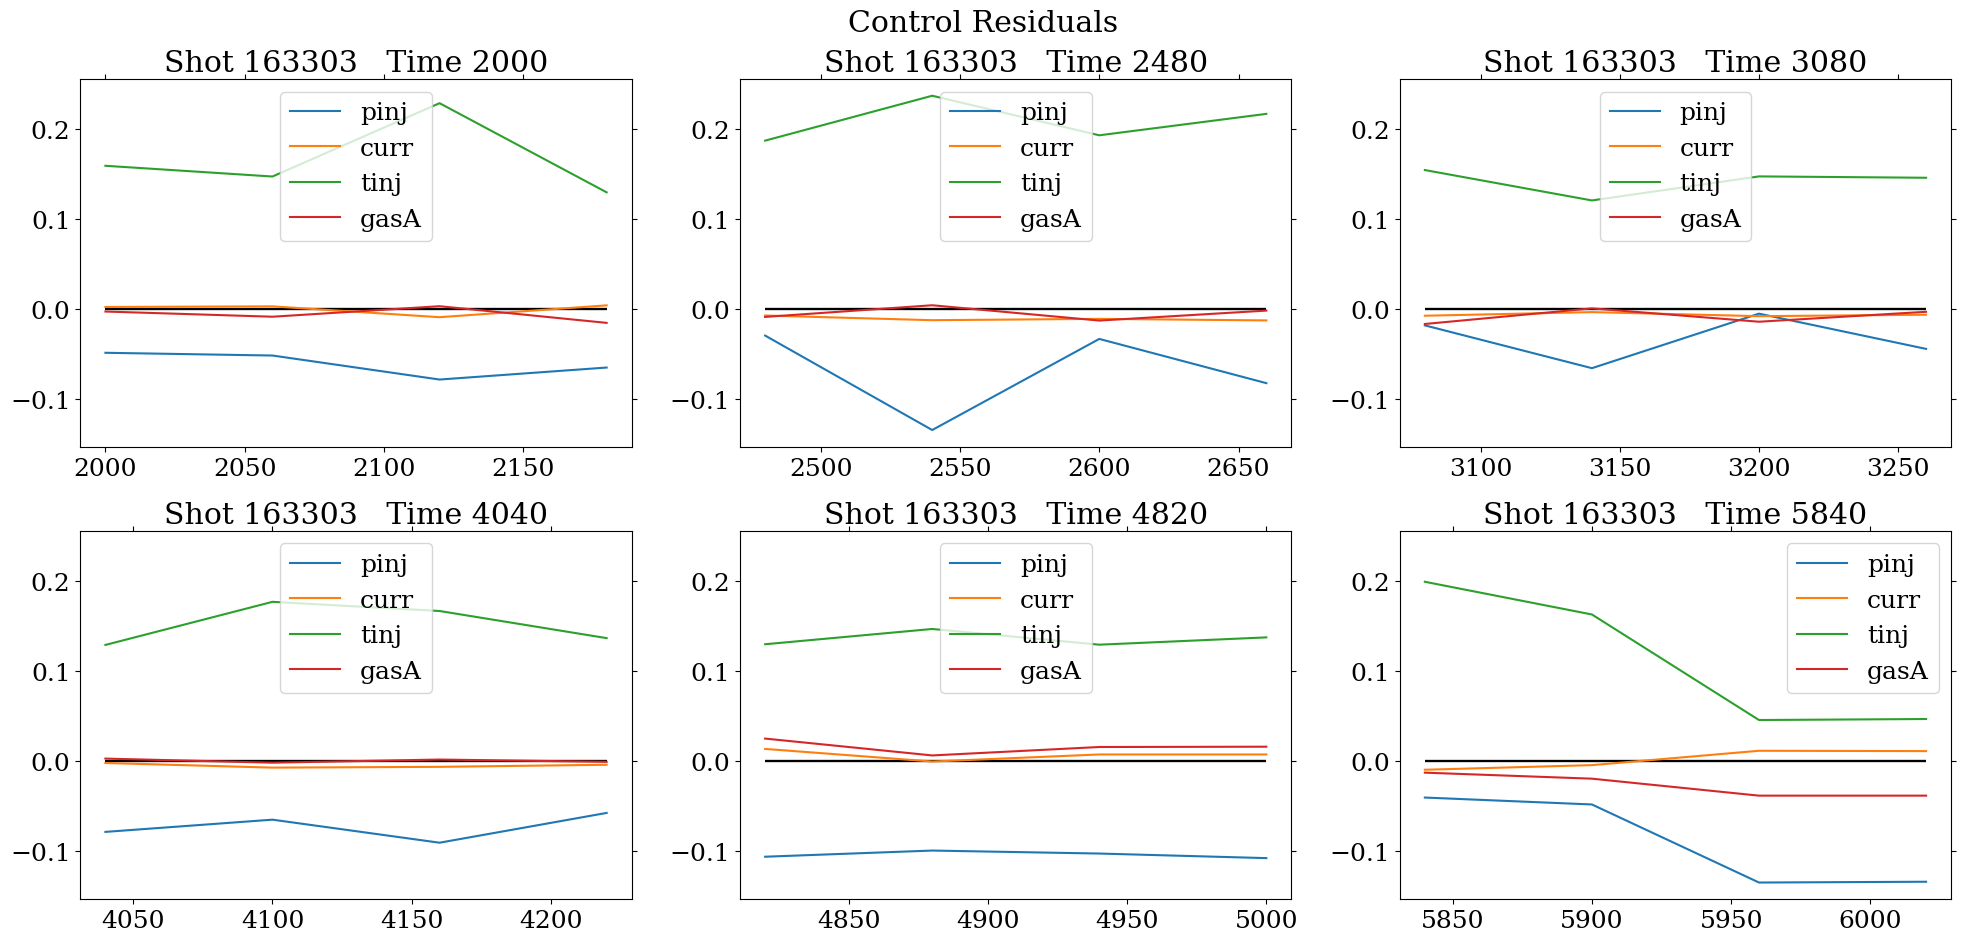 Control Residuals
Shot 163303   Time 2000
pinj
curr
tinj
gasA
0.2
0.1
0.0
−0.1
2000 2050 2100 2150
Shot 163303   Time 2480
pinj
curr
tinj
gasA
0.2
0.1
0.0
−0.1
2500 2550 2600 2650
Shot 163303   Time 3080
pinj
curr
tinj
gasA
0.2
0.1
0.0
−0.1
3100 3150 3200 3250
Shot 163303   Time 4040
pinj
curr
tinj
gasA
0.2
0.1
0.0
−0.1
4050 4100 4150 4200
Shot 163303   Time 4820
pinj
curr
tinj
gasA
0.2
0.1
0.0
−0.1
4850 4900 4950 5000
Shot 163303   Time 5840
pinj
curr
tinj
gasA
0.2
0.1
0.0
−0.1
5850 5900 5950 6000